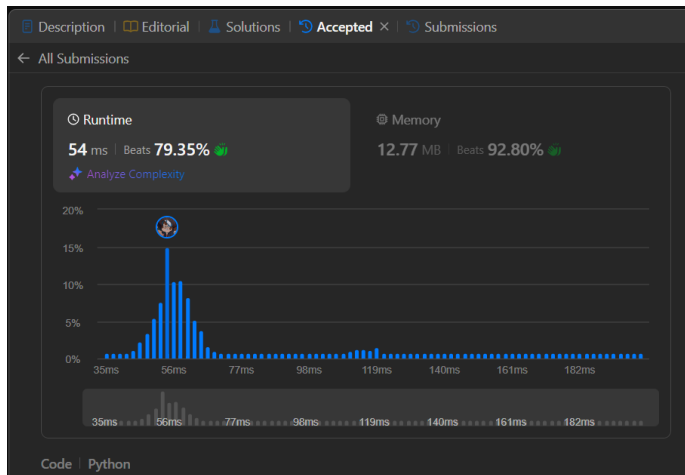 Description | Editorial | Solutions | Accepted × | Submissions
← All Submissions
Runtime
54 ms | Beats 79.35%
Analyze Complexity
Memory
12.77 MB | Beats 92.80%
20%
15%
10%
5%
0%
35ms 56ms 77ms 98ms 119ms 140ms 161ms 182ms
35ms 56ms 77ms 98ms 119ms 140ms 161ms 182ms
Code | Python